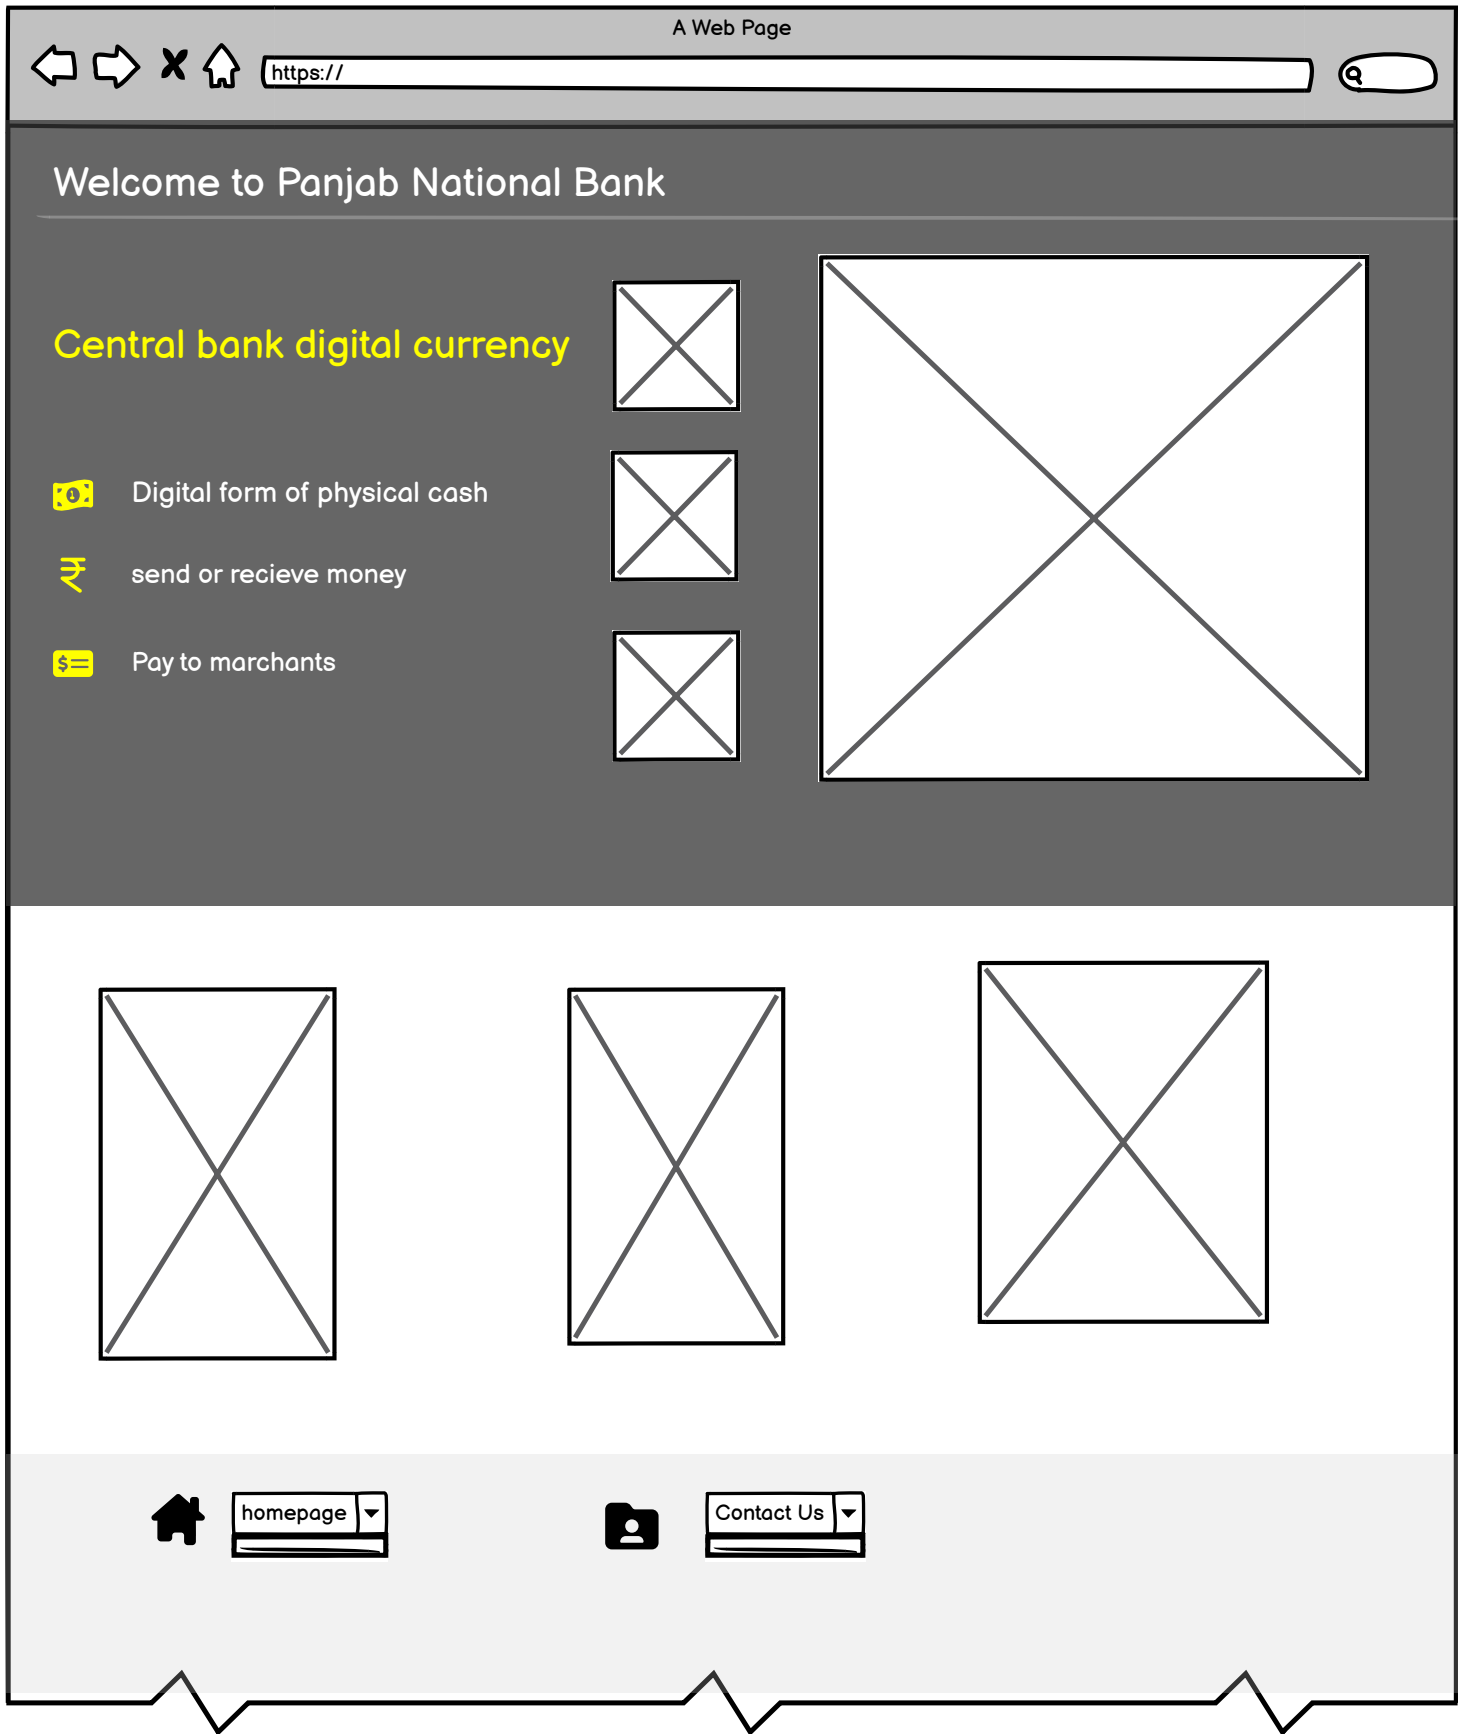 A Web Page
https://
Welcome to Panjab National Bank
Central bank digital currency
Digital form of physical cash
send or recieve money
Pay to marchants
homepage
Contact Us